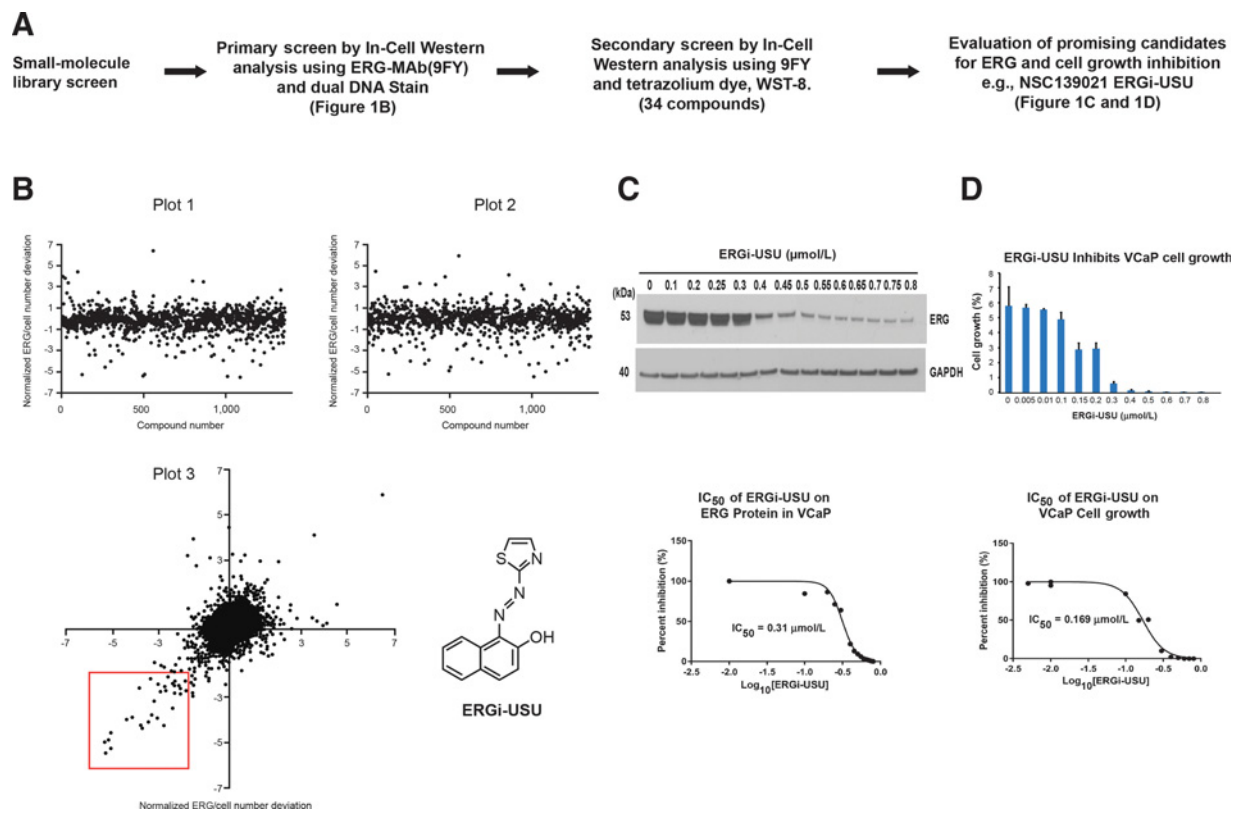 A
Small-molecule
library screen
Primary screen by In-Cell Western
analysis using ERG-MAb(9FY)
and dual DNA Stain
(Figure 1B)
Secondary screen by In-Cell
Western analysis using 9FY
and tetrazolium dye, WST-8.
(34 compounds)
Evaluation of promising candidates
for ERG and cell growth inhibition
e.g., NSC139021 ERGi-USU
(Figure 1C and 1D)
B
Plot 1
Normalized ERG/cell number deviation
7
5
3
1
-1
-3
-5
-7
0
500
1,000
Compound number
Plot 2
Normalized ERG/cell number deviation
7
5
3
1
-1
-3
-5
-7
0
500
1,000
Compound number
Plot 3
7
5
3
-7
-5
-3
3
5
7
-3
-5
-7
Normalized ERG/cell number deviation
S
N
N
N
OH
ERGi-USU
C
ERGi-USU (μmol/L)
0 0.1 0.2 0.25 0.3 0.4 0.45 0.5 0.55 0.6 0.65 0.7 0.75 0.8
(kDa)
53
ERG
40
GAPDH
IC50 of ERGi-USU on
ERG Protein in VCaP
Percent inhibition (%)
150
100
50
0
IC50 = 0.31 μmol/L
-2.5 -2.0 -1.5 -1.0 -0.5 -0.0
Log10[ERGi-USU]
D
ERGi-USU Inhibits VCaP cell growth
Cell growth (%)
8
7
6
5
4
3
2
1
0
0 0.005 0.01 0.1 0.15 0.2 0.3 0.4 0.5 0.6 0.7 0.8
ERGi-USU (μmol/L)
IC50 of ERGi-USU on
VCaP Cell growth
Percent inhibition (%)
150
100
50
0
IC50 = 0.169 μmol/L
-2.5 -2.0 -1.5 -1.0 -0.5 0.0
Log10[ERGi-USU]